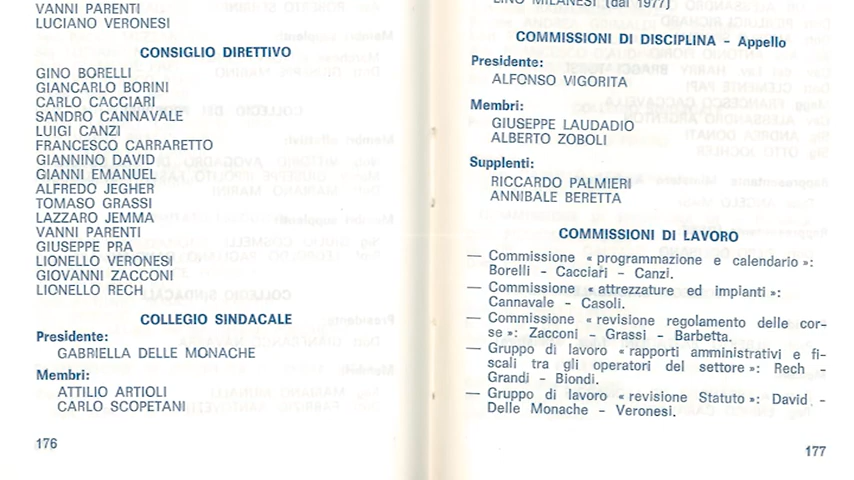 VANNI PARENTI
LUCIANO VERONESI
CONSIGLIO DIRETTIVO
GINO BORELLI
GIANCARLO BORINI
CARLO CACCIARI
SANDRO CANNAVALE
LUIGI CANZI
FRANCESCO CARRARETTO
GIANNINO DAVID
GIANNI EMANUEL
ALFREDO JEGHER
TOMASO GRASSI
LAZZARO JEMMA
VANNI PARENTI
GIUSEPPE PRA
LIONELLO VERONESI
GIOVANNI ZACCONI
LIONELLO RECH
COLLEGIO SINDACALE
Presidente:
GABRIELLA DELLE MONACHE
Membri:
ATTILIO ARTIOLI
CARLO SCOPETANI
176
LINO MILANESI (dal 1977)
COMMISSIONI DI DISCIPLINA - Appello
Presidente:
ALFONSO VIGORITA
Membri:
GIUSEPPE LAUDADIO
ALBERTO ZOBOLI
Supplenti:
RICCARDO PALMIERI
ANNIBALE BERETTA
COMMISSIONI DI LAVORO
— Commissione « programmazione e calendario »:
Borelli - Cacciari - Canzi.
— Commissione « attrezzature ed impianti »:
Cannavale - Casoli.
— Commissione « revisione regolamento delle cor-
se »: Zacconi - Grassi - Barbetta.
— Gruppo di lavoro « rapporti amministrativi e fi-
scali tra gli operatori del settore »: Rech -
Grandi - Biondi.
— Gruppo di lavoro « revisione Statuto »: David -
Delle Monache - Veronesi.
177